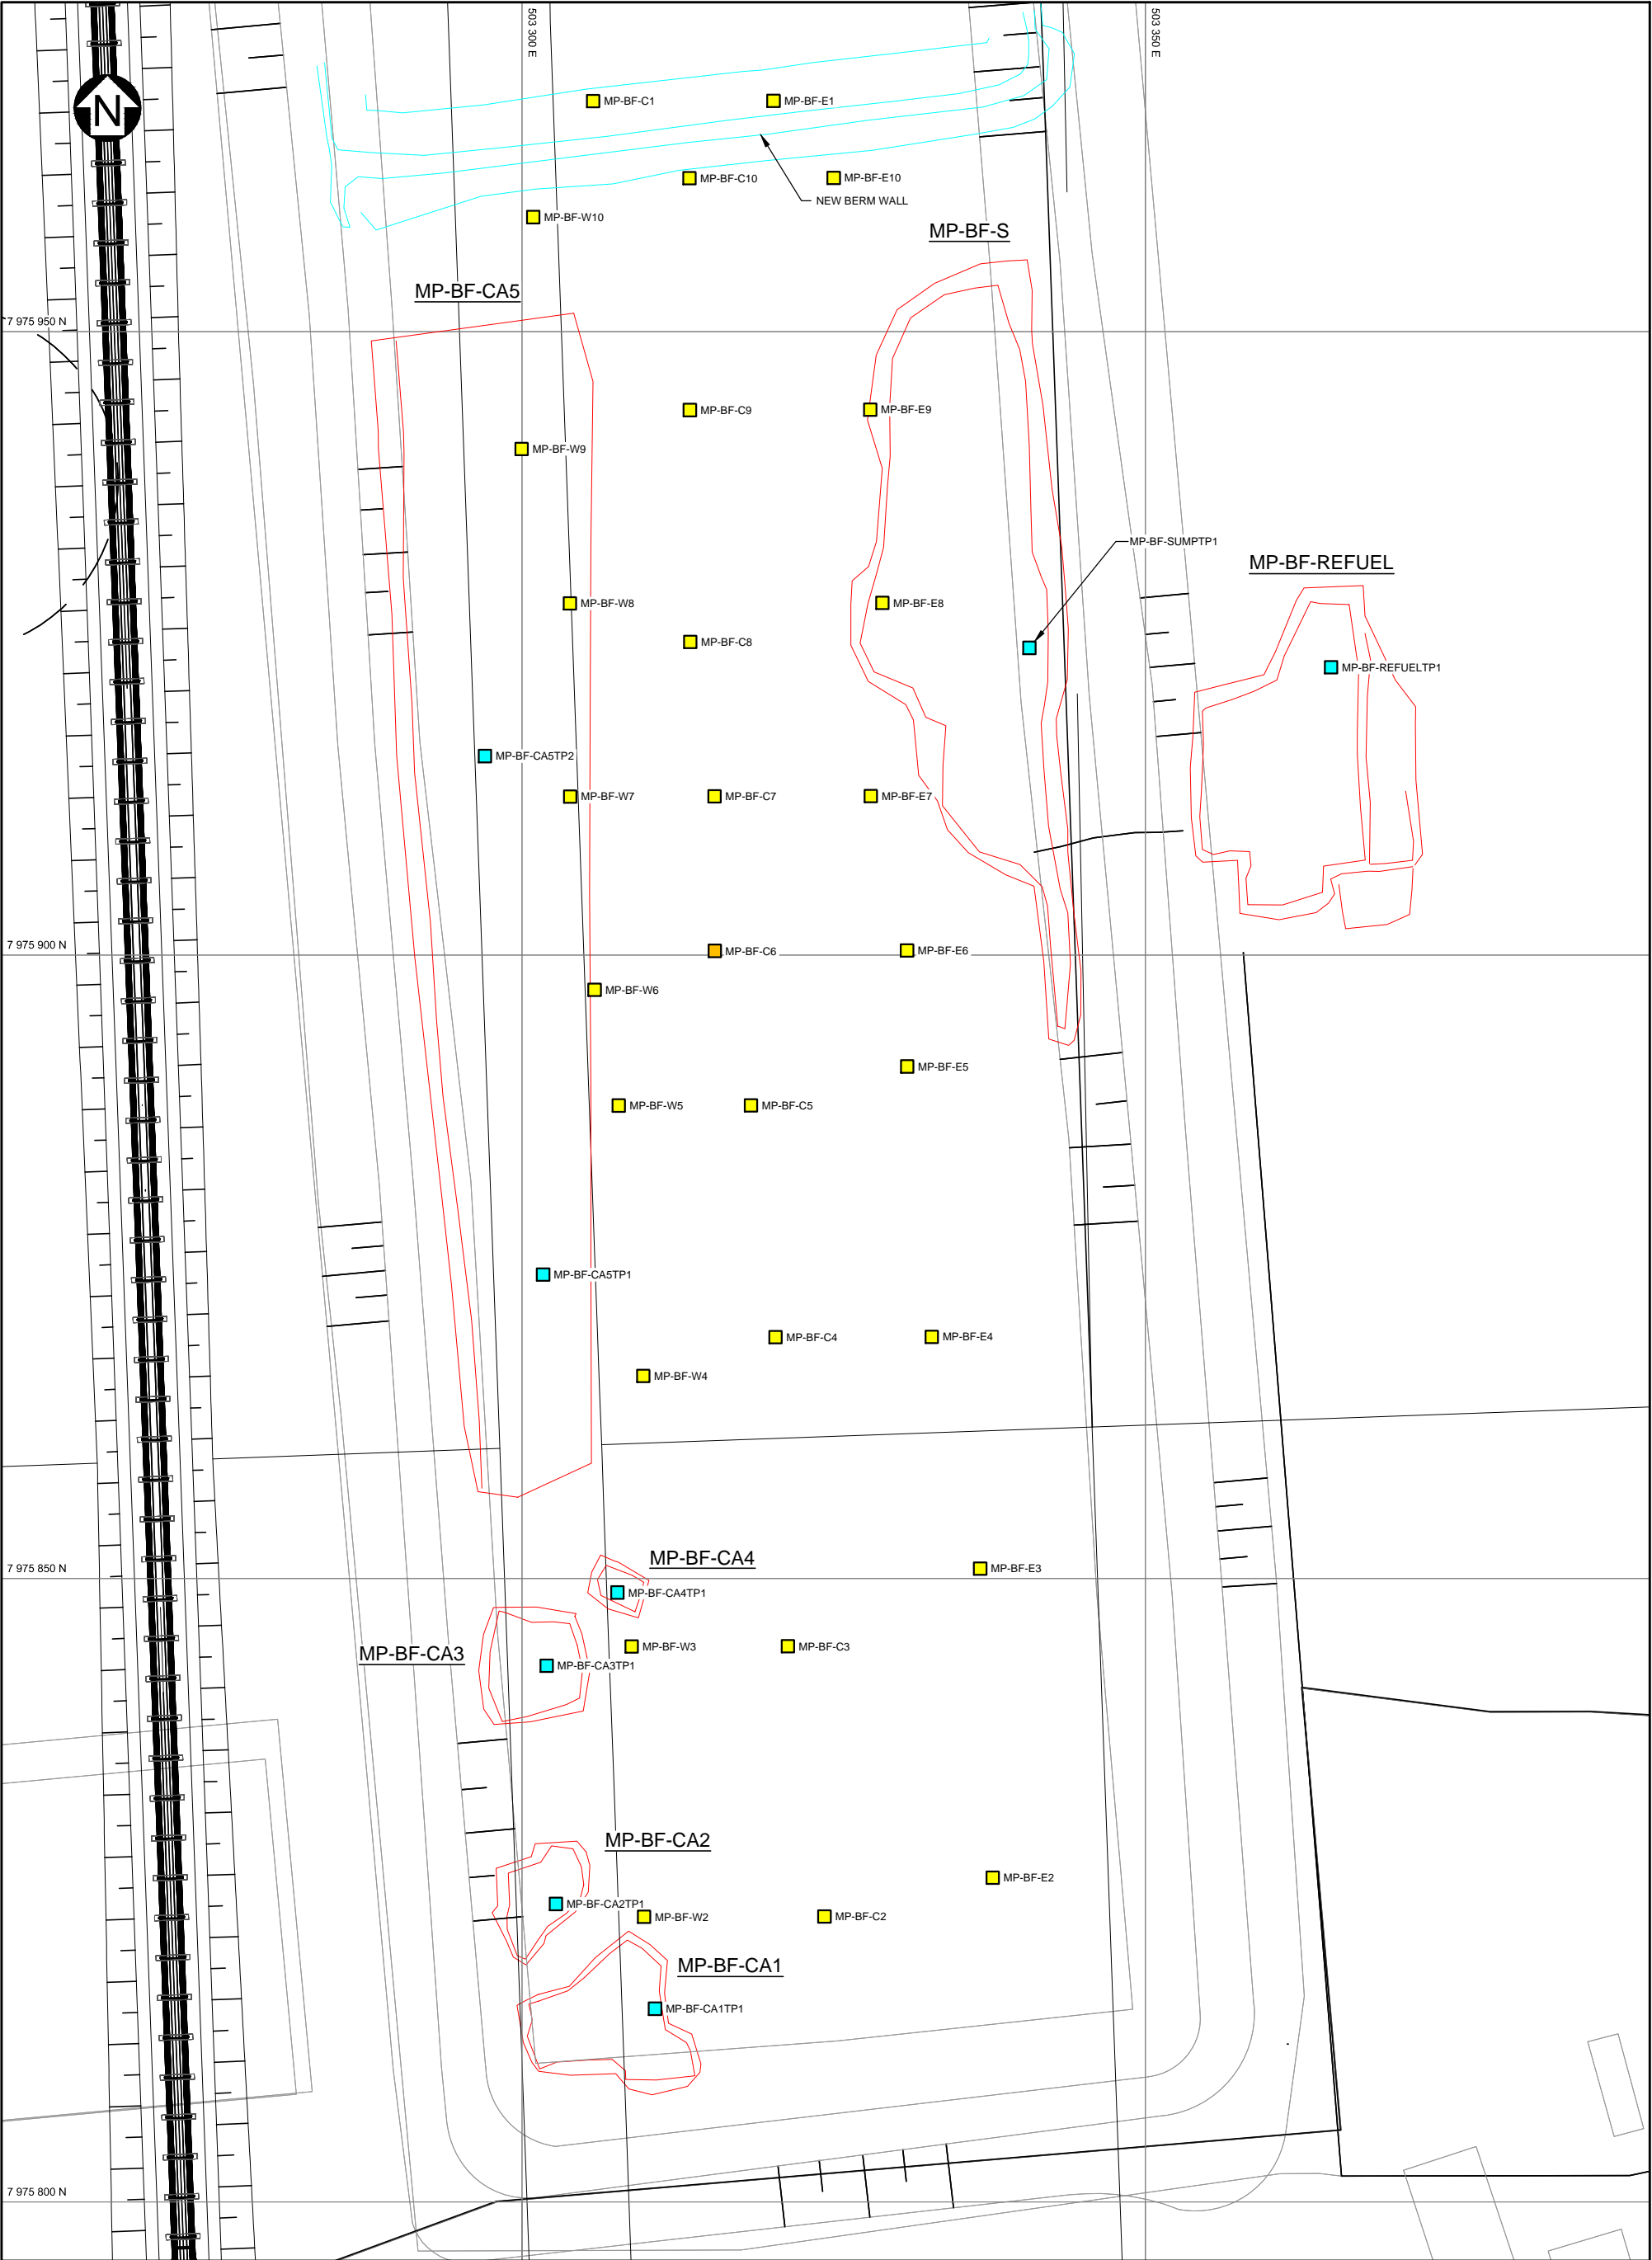 503 300 E
503 350 E
N
MP-BF-C1
MP-BF-E1
MP-BF-C10
MP-BF-E10
NEW BERM WALL
MP-BF-W10
MP-BF-S
MP-BF-CA5
7 975 950 N
MP-BF-C9
MP-BF-E9
MP-BF-W9
MP-BF-SUMPTP1
MP-BF-REFUEL
MP-BF-W8
MP-BF-E8
MP-BF-C8
MP-BF-REFUELTP1
MP-BF-CA5TP2
MP-BF-W7
MP-BF-C7
MP-BF-E7
7 975 900 N
MP-BF-C6
MP-BF-E6
MP-BF-W6
MP-BF-E5
MP-BF-W5
MP-BF-C5
MP-BF-CA5TP1
MP-BF-C4
MP-BF-E4
MP-BF-W4
MP-BF-CA4
7 975 850 N
MP-BF-E3
MP-BF-CA4TP1
MP-BF-CA3
MP-BF-W3
MP-BF-C3
MP-BF-CA3TP1
MP-BF-CA2
MP-BF-E2
MP-BF-CA2TP1
MP-BF-W2
MP-BF-C2
MP-BF-CA1
MP-BF-CA1TP1
7 975 800 N